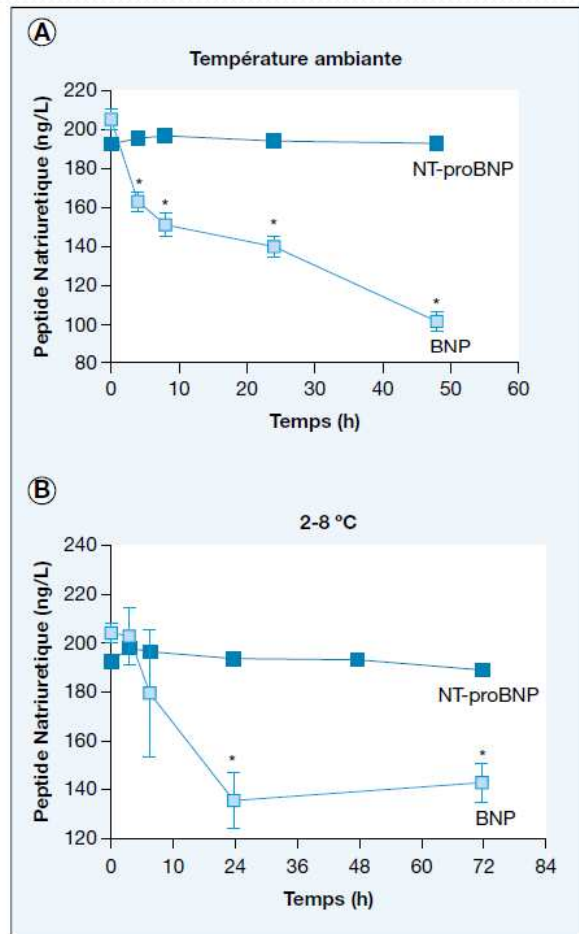 A
Température ambiante
Peptide Natriuretique (ng/L)
220
200
180
160
140
120
100
80
* * * *
NT-proBNP
BNP
0 10 20 30 40 50 60
Temps (h)
B
2-8 °C
Peptide Natriuretique (ng/L)
240
220
200
180
160
140
120
* *
NT-proBNP
BNP
0 10 24 36 48 60 72 84
Temps (h)